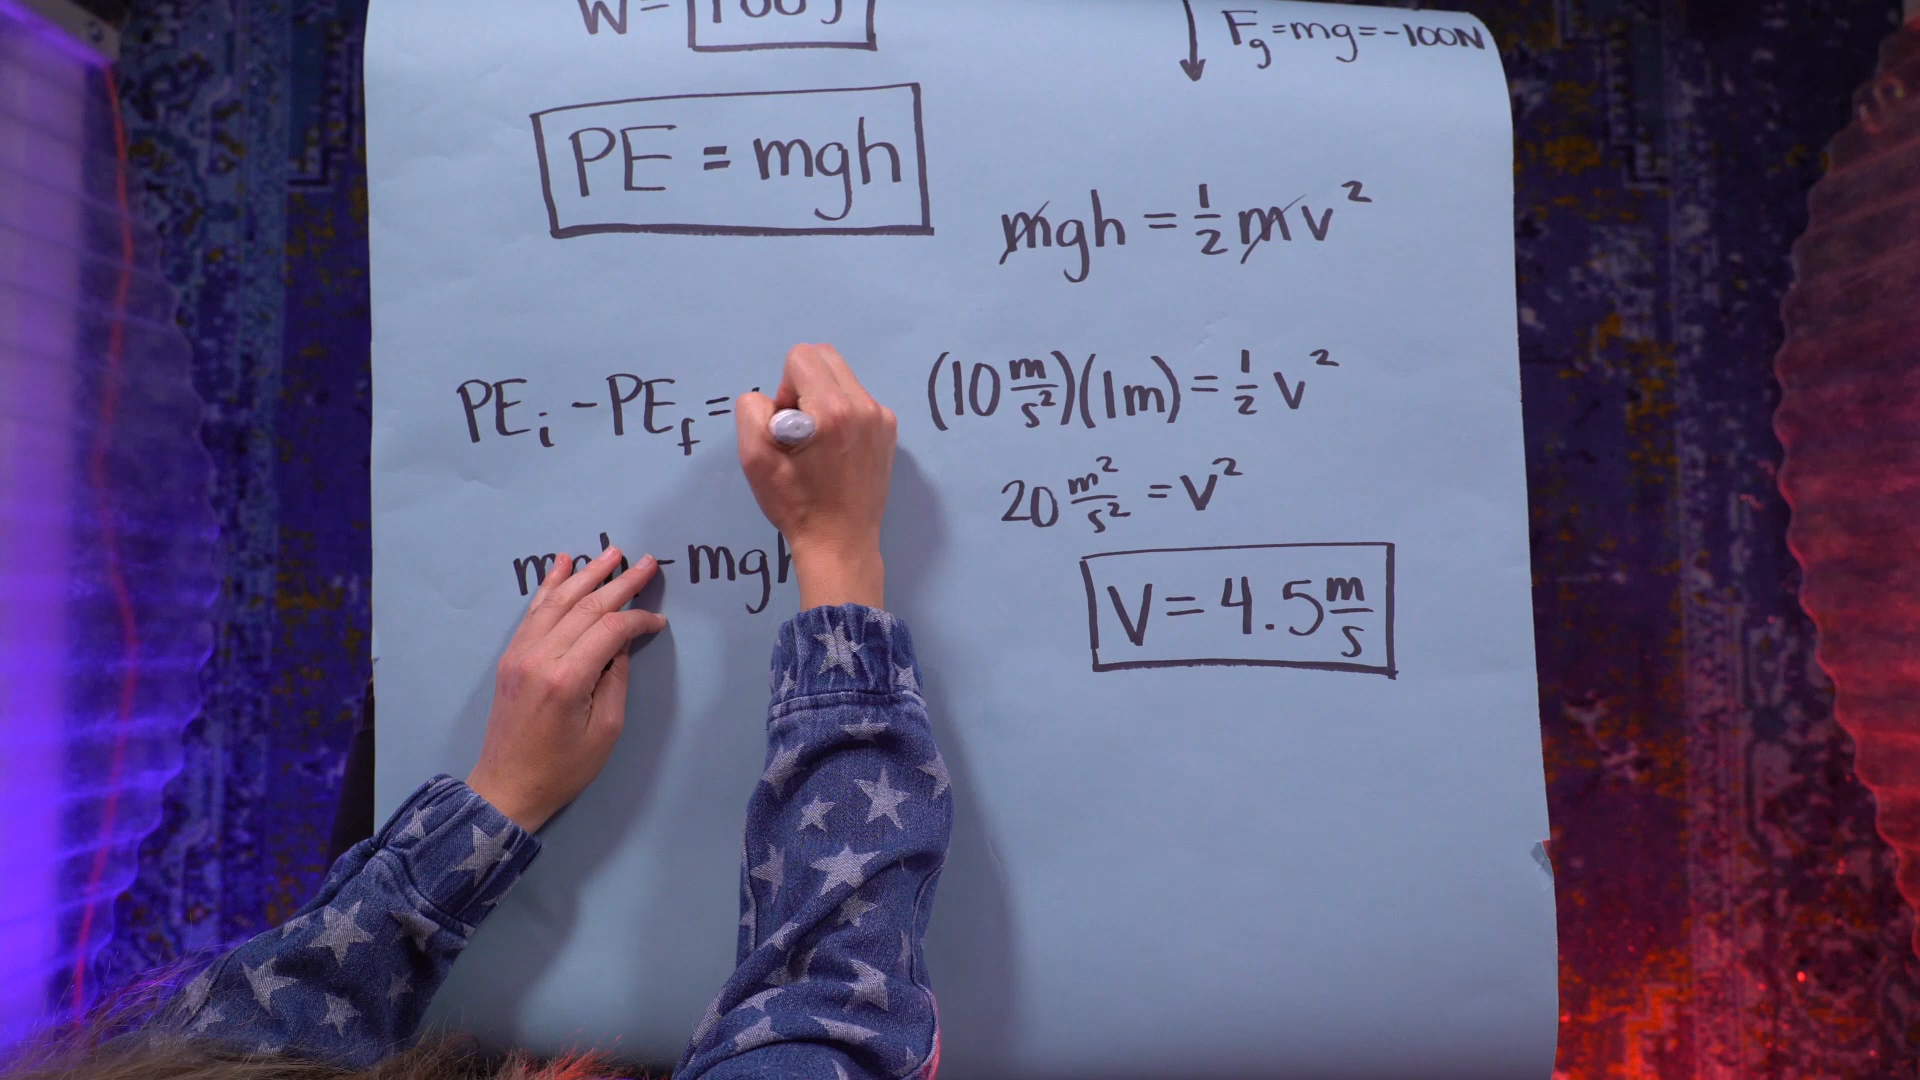 W = 100 J
F_g = mg = -100N
PE = mgh
mgh = 1/2 mv²
PE_i - PE_f =
(10 m/s²)(1m) = 1/2 v²
20 m²/s² = v²
mgh - mgh
V = 4.5 m/s